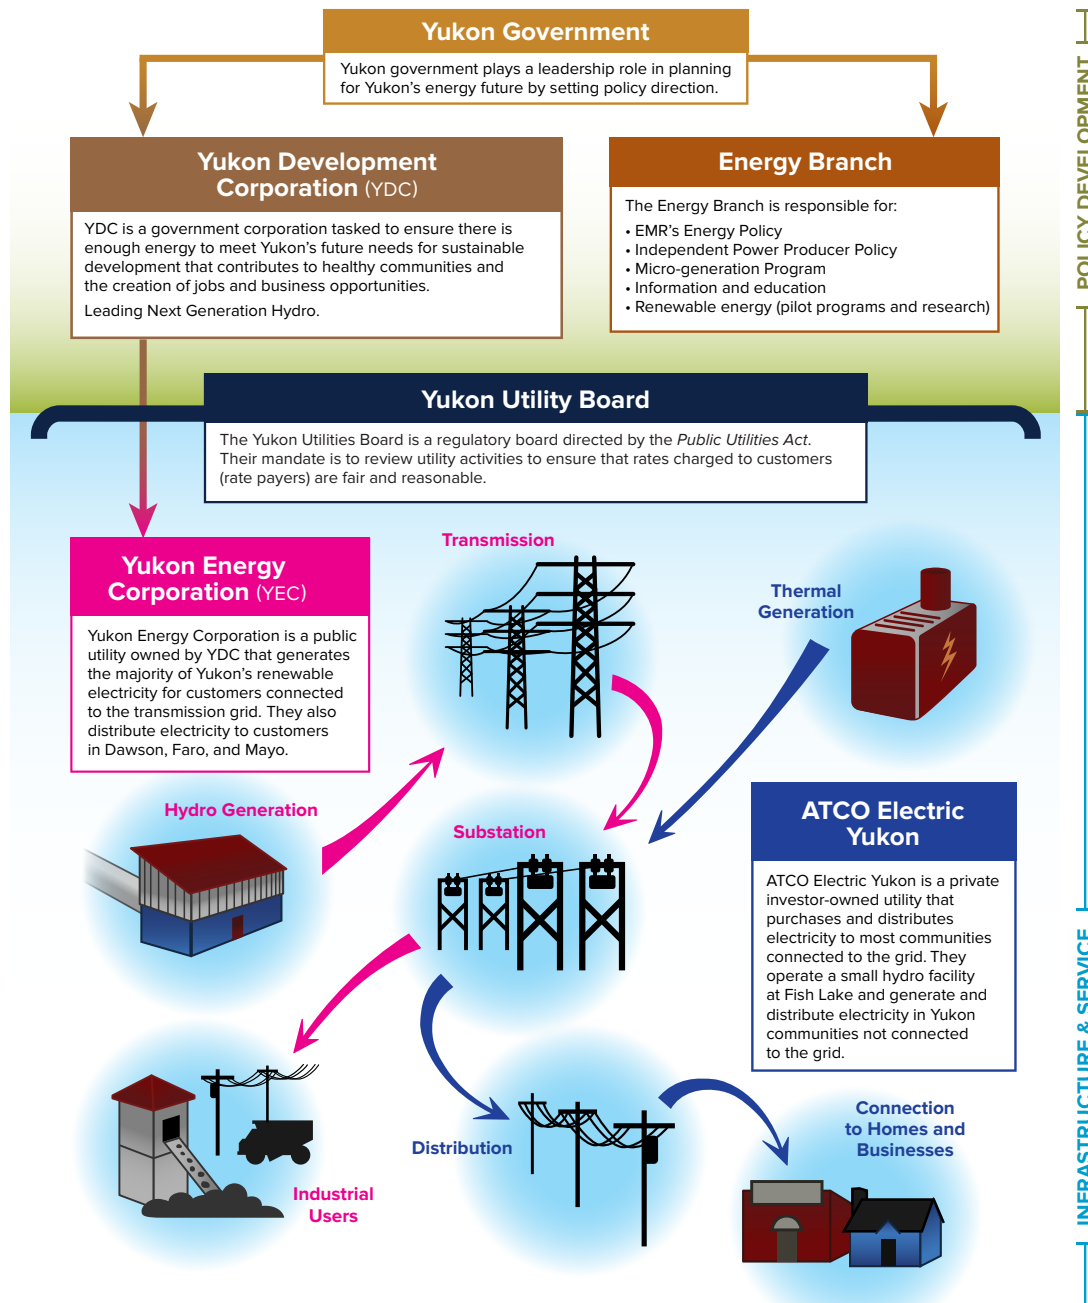 Yukon Government
Yukon government plays a leadership role in planning
for Yukon's energy future by setting policy direction.
Yukon Development
Corporation (YDC)
YDC is a government corporation tasked to ensure there is
enough energy to meet Yukon's future needs for sustainable
development that contributes to healthy communities and
the creation of jobs and business opportunities.
Leading Next Generation Hydro.
Energy Branch
The Energy Branch is responsible for:
• EMR's Energy Policy
• Independent Power Producer Policy
• Micro-generation Program
• Information and education
• Renewable energy (pilot programs and research)
POLICY DEVELOPMENT
Yukon Utility Board
The Yukon Utilities Board is a regulatory board directed by the Public Utilities Act.
Their mandate is to review utility activities to ensure that rates charged to customers
(rate payers) are fair and reasonable.
Yukon Energy
Corporation (YEC)
Yukon Energy Corporation is a public
utility owned by YDC that generates
the majority of Yukon's renewable
electricity for customers connected
to the transmission grid. They also
distribute electricity to customers
in Dawson, Faro, and Mayo.
Transmission
Thermal
Generation
Hydro Generation
Substation
ATCO Electric
Yukon
ATCO Electric Yukon is a private
investor-owned utility that
purchases and distributes
electricity to most communities
connected to the grid. They
operate a small hydro facility
at Fish Lake and generate and
distribute electricity in Yukon
communities not connected
to the grid.
INFRASTRUCTURE & SERVICE
Industrial
Users
Distribution
Connection
to Homes and
Businesses